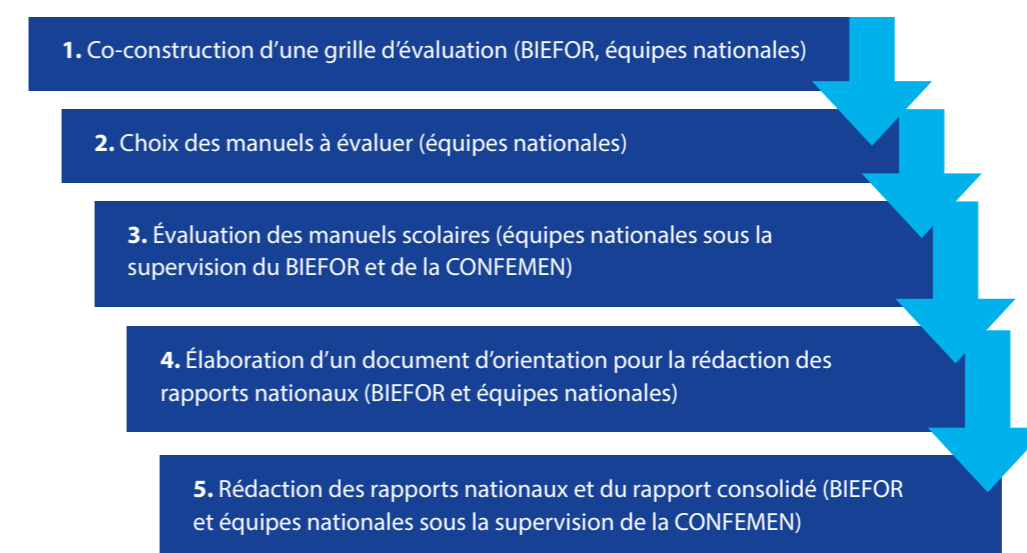 1. Co-construction d’une grille d’évaluation (BIEFOR, équipes nationales)
2. Choix des manuels à évaluer (équipes nationales)
3. Évaluation des manuels scolaires (équipes nationales sous la
supervision du BIEFOR et de la CONFEMEN)
4. Élaboration d’un document d’orientation pour la rédaction des
rapports nationaux (BIEFOR et équipes nationales)
5. Rédaction des rapports nationaux et du rapport consolidé (BIEFOR
et équipes nationales sous la supervision de la CONFEMEN)